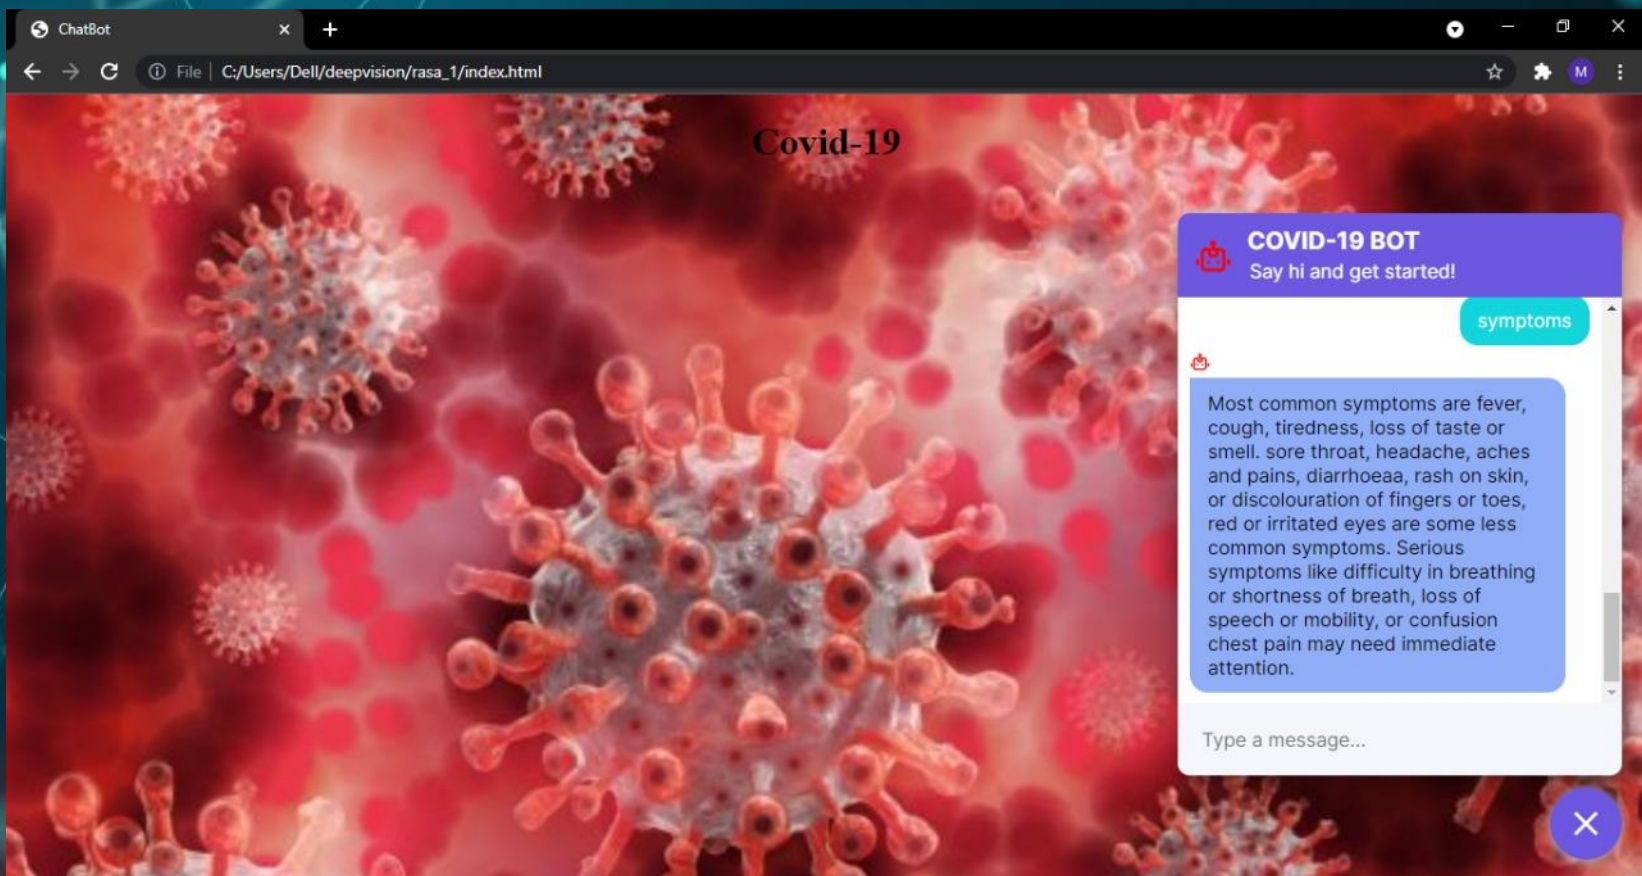 ChatBot
File | C:/Users/Dell/deepvision/rasa_1/index.html
M
Covid-19
COVID-19 BOT
Say hi and get started!
symptoms
Most common symptoms are fever,
cough, tiredness, loss of taste or
smell. sore throat, headache, aches
and pains, diarrhoeaa, rash on skin,
or discolouration of fingers or toes,
red or irritated eyes are some less
common symptoms. Serious
symptoms like difficulty in breathing
or shortness of breath, loss of
speech or mobility, or confusion
chest pain may need immediate
attention.
Type a message...